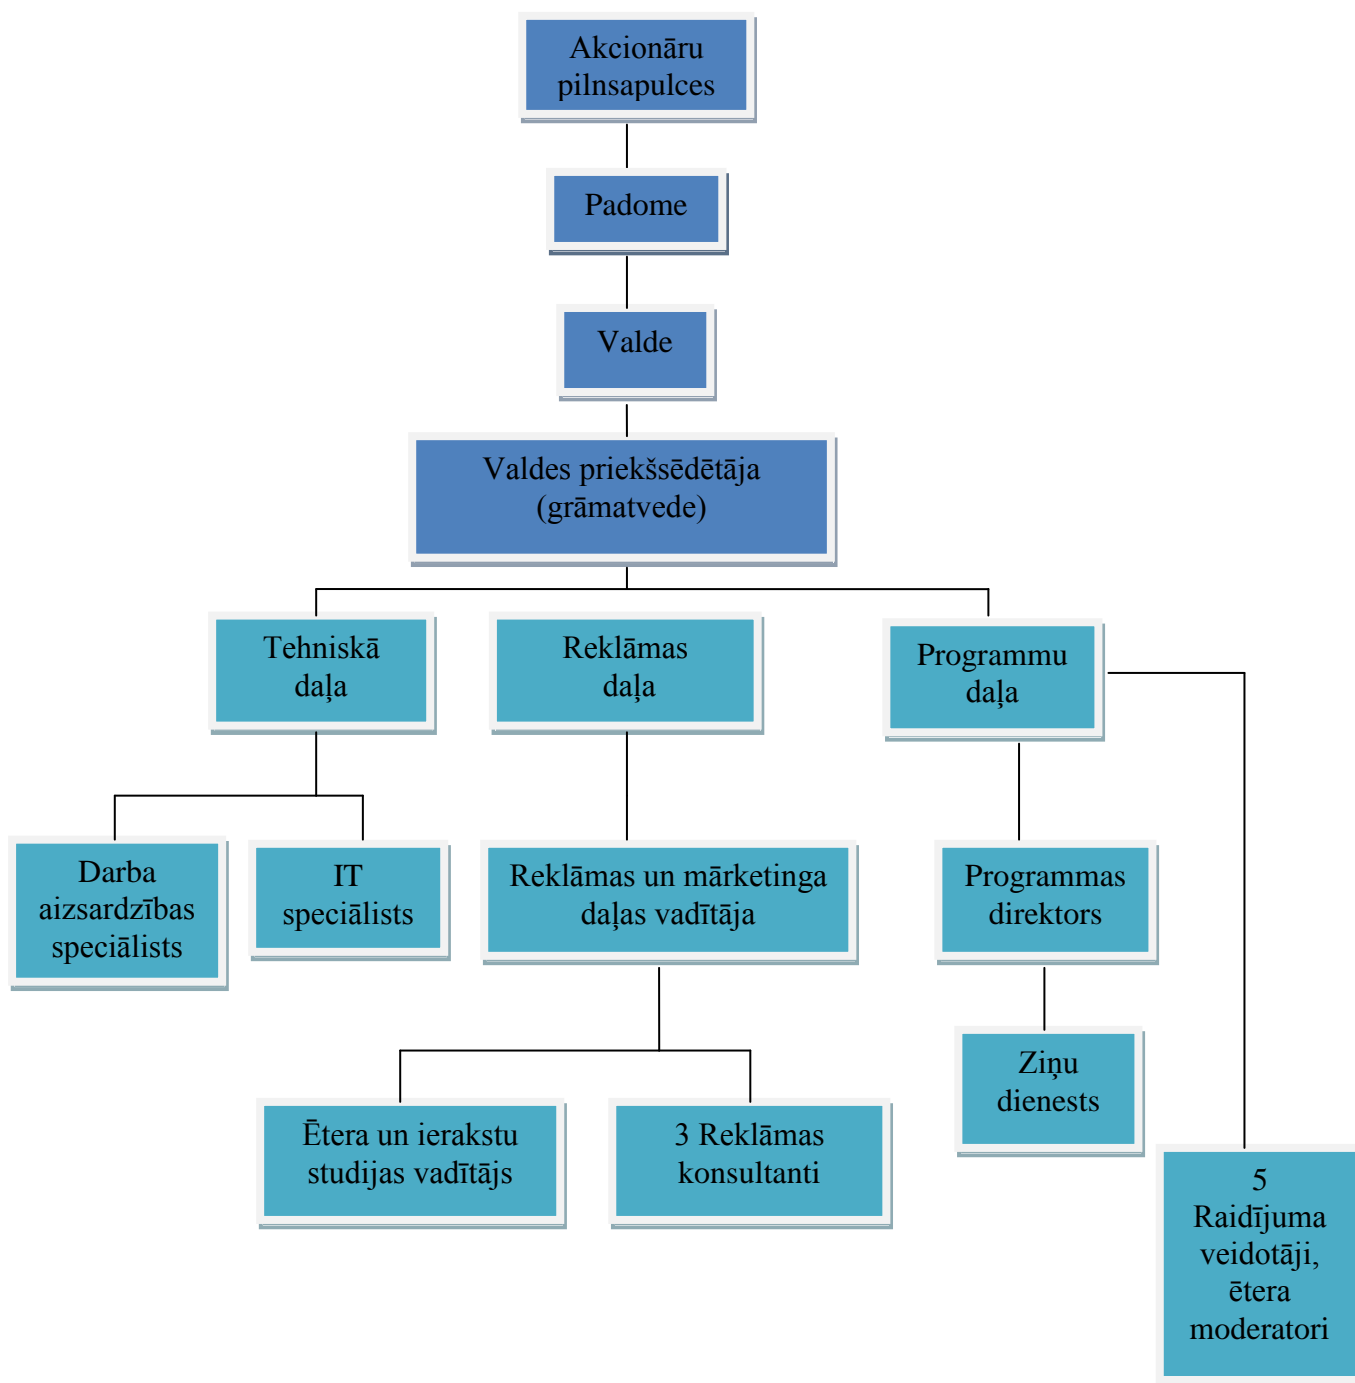 Akcionāru
pilnsapulces
Padome
Valde
Valdes priekšsēdētāja
(grāmatvede)
Tehniskā
daļa
Reklāmas
daļa
Programmu
daļa
Darba
aizsardzības
speciālists
IT
speciālists
Reklāmas un mārketinga
daļas vadītāja
Programmas
direktors
Ētera un ierakstu
studijas vadītājs
3 Reklāmas
konsultanti
Ziņu
dienests
5
Raidījuma
veidotāji,
ētera
moderatori